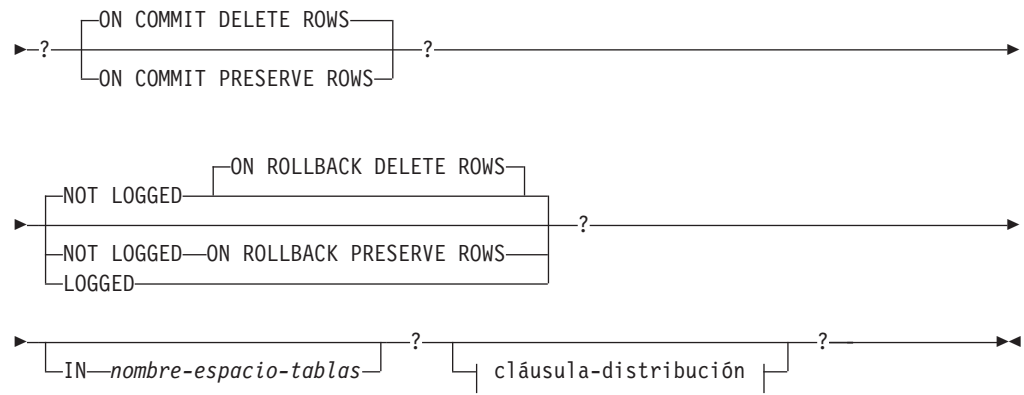 ON COMMIT DELETE ROWS
? ?
ON COMMIT PRESERVE ROWS
ON ROLLBACK DELETE ROWS
NOT LOGGED
?
NOT LOGGED ON ROLLBACK PRESERVE ROWS
LOGGED
? ?
IN nombre-espacio-tablas cláusula-distribución